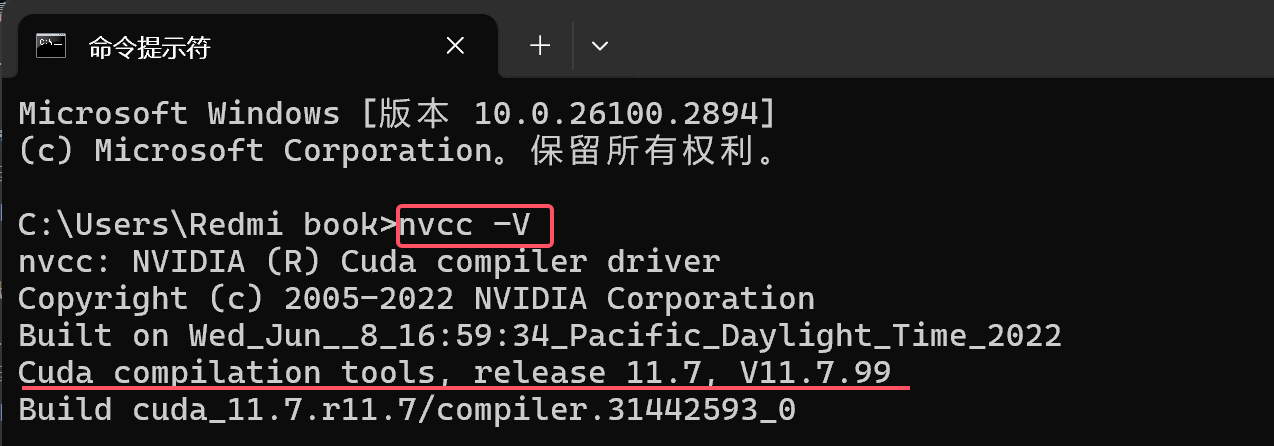 命令提示符
Microsoft Windows [版本 10.0.26100.2894]
(c) Microsoft Corporation。保留所有权利。
C:\Users\Redmi book>nvcc -V
nvcc: NVIDIA (R) Cuda compiler driver
Copyright (c) 2005-2022 NVIDIA Corporation
Built on Wed_Jun__8_16:59:34_Pacific_Daylight_Time_2022
Cuda compilation tools, release 11.7, V11.7.99
Build cuda_11.7.r11.7/compiler.31442593_0